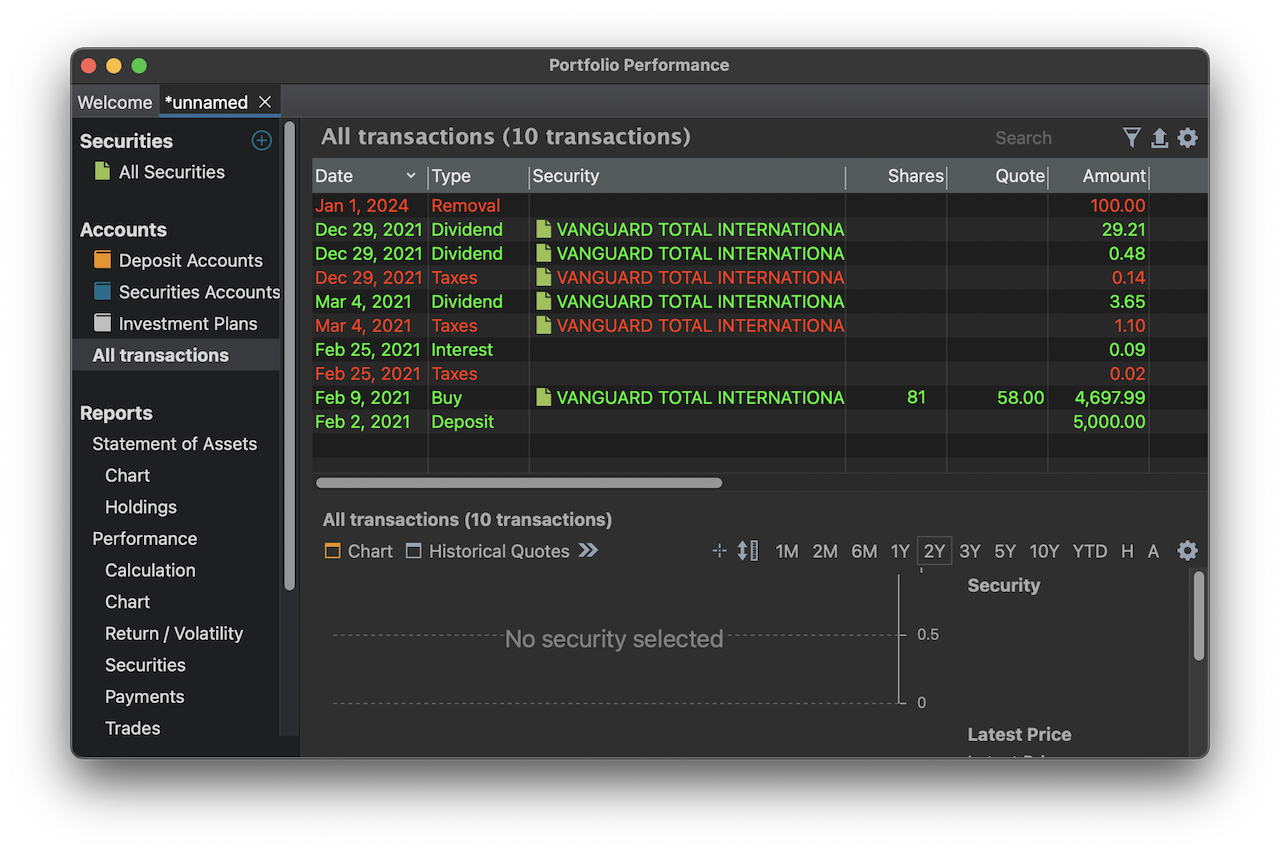 Portfolio Performance
Welcome *unnamed
Securities
All Securities
Accounts
Deposit Accounts
Securities Accounts
Investment Plans
All transactions
Reports
Statement of Assets
Chart
Holdings
Performance
Calculation
Chart
Return / Volatility
Securities
Payments
Trades
All transactions (10 transactions) Search
Date Type Security Shares Quote Amount
Jan 1, 2024 Removal 100.00
Dec 29, 2021 Dividend VANGUARD TOTAL INTERNATIONA 29.21
Dec 29, 2021 Dividend VANGUARD TOTAL INTERNATIONA 0.48
Dec 29, 2021 Taxes VANGUARD TOTAL INTERNATIONA 0.14
Mar 4, 2021 Dividend VANGUARD TOTAL INTERNATIONA 3.65
Mar 4, 2021 Taxes VANGUARD TOTAL INTERNATIONA 1.10
Feb 25, 2021 Interest 0.09
Feb 25, 2021 Taxes 0.02
Feb 9, 2021 Buy VANGUARD TOTAL INTERNATIONA 81 58.00 4,697.99
Feb 2, 2021 Deposit 5,000.00
All transactions (10 transactions)
Chart Historical Quotes 1M 2M 6M 1Y 2Y 3Y 5Y 10Y YTD H A
Security
No security selected 0.5
0
Latest Price